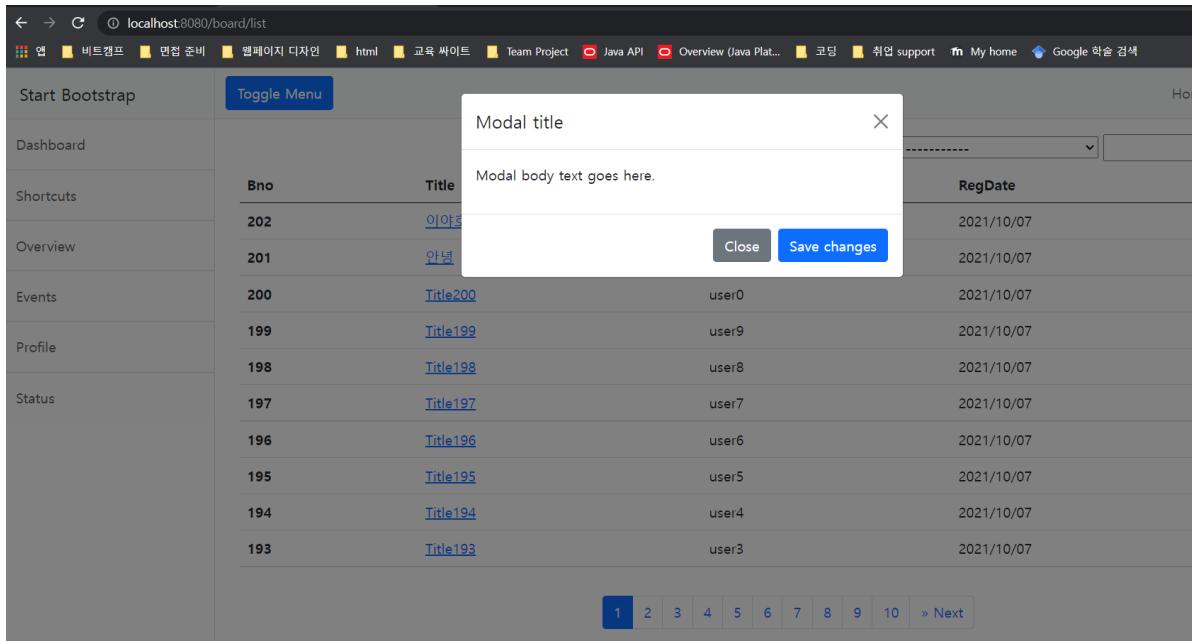 localhost:8080/board/list
앱 비트캠프 면접 준비 웹페이지 디자인 html 교육 싸이트 Team Project Java API Overview (Java Plat... 코딩 취업 support My home Google 학술 검색
Start Bootstrap Toggle Menu
Modal title
Dashboard
-----------
Modal body text goes here.
Bno Title RegDate
Shortcuts
202 2021/10/07
Overview
Close Save changes
201 안녕 2021/10/07
Events
200 Title200 user0 2021/10/07
199 Title199 user9 2021/10/07
Profile
198 Title198 user8 2021/10/07
Status
197 Title197 user7 2021/10/07
196 Title196 user6 2021/10/07
195 Title195 user5 2021/10/07
194 Title194 user4 2021/10/07
193 Title193 user3 2021/10/07
1 2 3 4 5 6 7 8 9 10 » Next